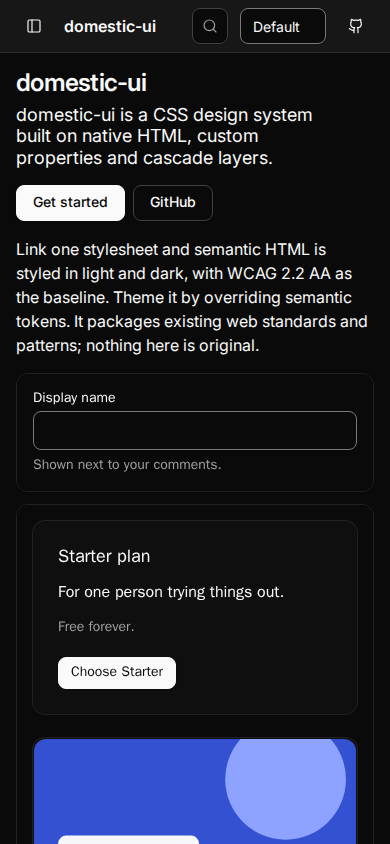 domestic-ui
Default
domestic-ui
domestic-ui is a CSS design system
built on native HTML, custom
properties and cascade layers.
Get started
GitHub
Link one stylesheet and semantic HTML is
styled in light and dark, with WCAG 2.2 AA as
the baseline. Theme it by overriding semantic
tokens. It packages existing web standards and
patterns; nothing here is original.
Display name
Shown next to your comments.
Starter plan
For one person trying things out.
Free forever.
Choose Starter